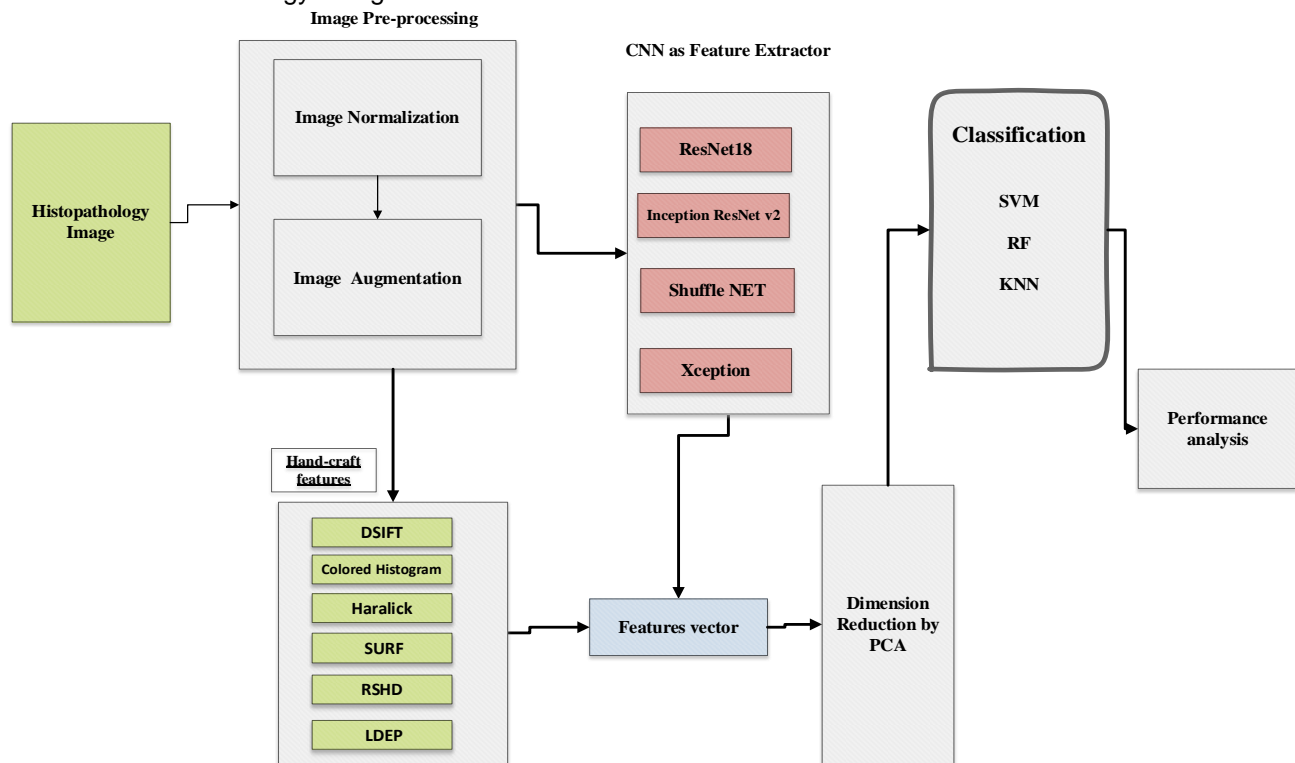 Image Pre-processing
CNN as Feature Extractor
Histopathology
Image
Image Normalization
Image Augmentation
ResNet18
Inception ResNet v2
Shuffle NET
Xception
Classification
SVM
RF
KNN
Performance
analysis
Hand-craft
features
DSIFT
Colored Histogram
Haralick
SURF
RSHD
LDEP
Features vector
Dimension
Reduction by
PCA